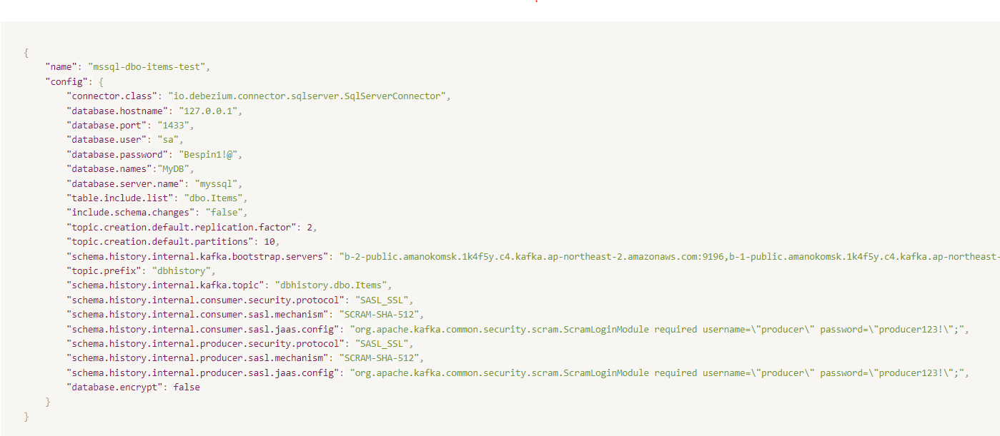 {
"name": "mssql-dbo-items-test",
"config": {
"connector.class": "io.debezium.connector.sqlserver.SqlServerConnector",
"database.hostname": "127.0.0.1",
"database.port": "1433",
"database.user": "sa",
"database.password": "Bespin1!@",
"database.names":"MyDB",
"database.server.name": "myssql",
"table.include.list": "dbo.Items",
"include.schema.changes": "false",
"topic.creation.default.replication.factor": 2,
"topic.creation.default.partitions": 10,
"schema.history.internal.kafka.bootstrap.servers": "b-2-public.amanokomsk.1k4f5y.c4.kafka.ap-northeast-2.amazonaws.com:9196,b-1-public.amanokomsk.1k4f5y.c4.kafka.ap-northeast-
"topic.prefix": "dbhistory",
"schema.history.internal.kafka.topic": "dbhistory.dbo.Items",
"schema.history.internal.consumer.security.protocol": "SASL_SSL",
"schema.history.internal.consumer.sasl.mechanism": "SCRAM-SHA-512",
"schema.history.internal.consumer.sasl.jaas.config": "org.apache.kafka.common.security.scram.ScramLoginModule required username=\"producer\" password=\"producer123!\";",
"schema.history.internal.producer.security.protocol": "SASL_SSL",
"schema.history.internal.producer.sasl.mechanism": "SCRAM-SHA-512",
"schema.history.internal.producer.sasl.jaas.config": "org.apache.kafka.common.security.scram.ScramLoginModule required username=\"producer\" password=\"producer123!\";",
"database.encrypt": false
}
}